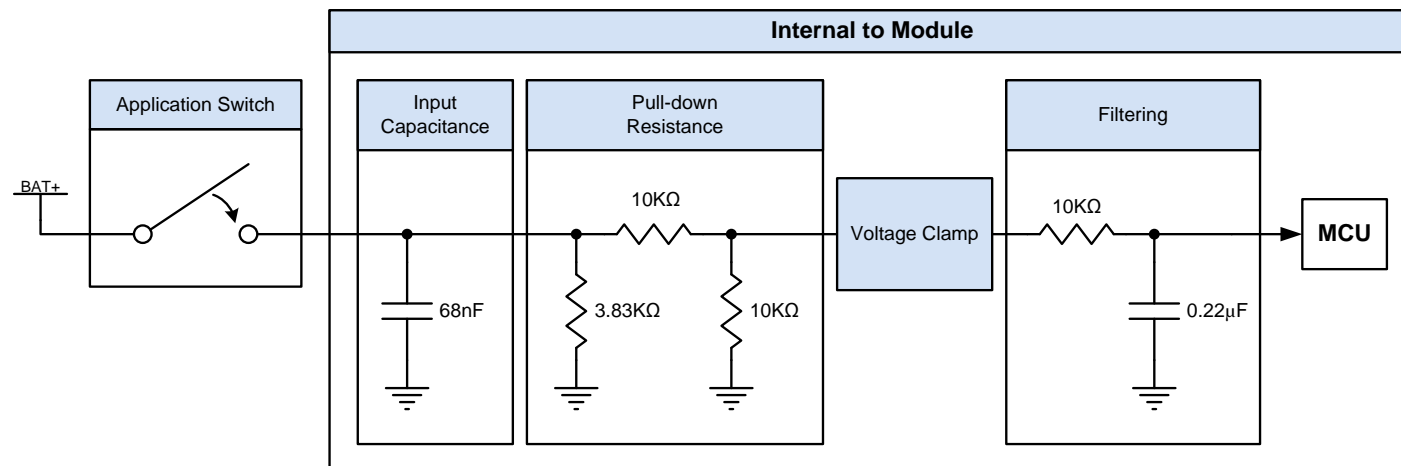 Internal to Module
Application Switch
Input
Capacitance
Pull-down
Resistance
Filtering
BAT+
10KΩ
Voltage Clamp
10KΩ
MCU
68nF
3.83KΩ
10KΩ
0.22µF